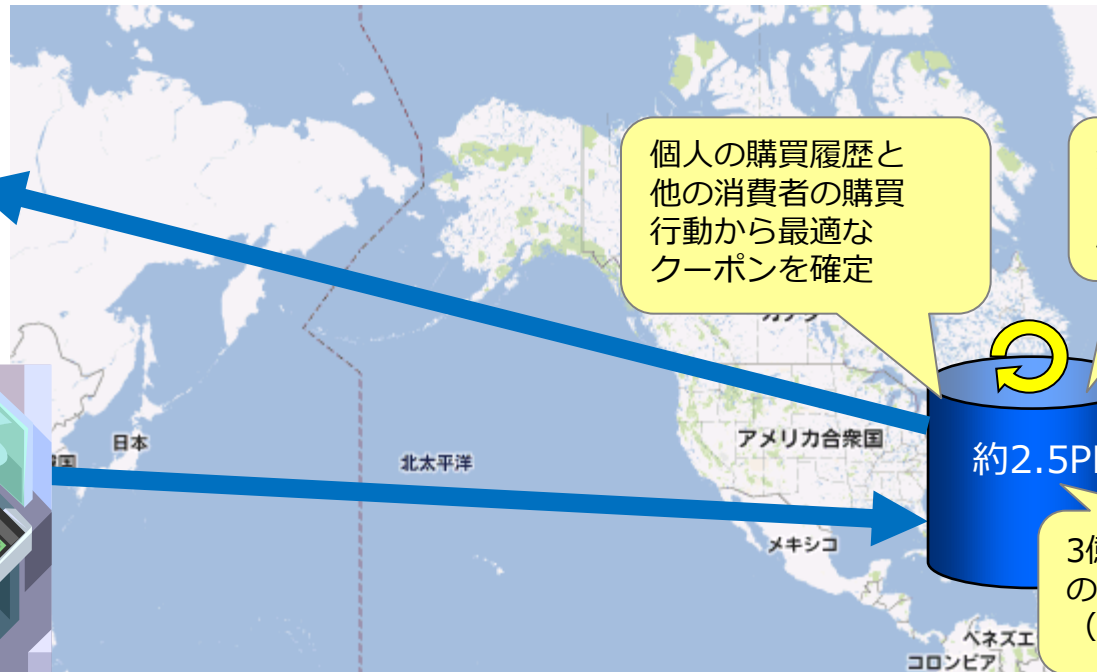 個人の購買履歴と
他の消費者の購買
行動から最適な
クーポンを確定
アメリカ合衆国
日本
国
北太平洋
約2.5P
メキシコ
3億
の
（
ベネズエ
コロンビア